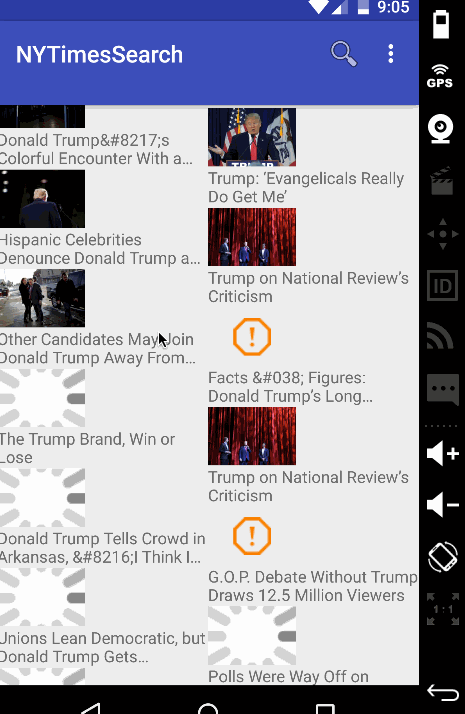 9:05
NYTimesSearch
GPS
Donald Trump&#8217;s
Colorful Encounter With a...
Hispanic Celebrities
Denounce Donald Trump a...
Other Candidates May Join
Donald Trump Away From...
The Trump Brand, Win or
Lose
Donald Trump Tells Crowd in
Arkansas, &#8216;I Think I...
Unions Lean Democratic, but
Donald Trump Gets...
TRUMP
Trump: ‘Evangelicals Really
Do Get Me’
Trump on National Review’s
Criticism
Facts &#038; Figures:
Donald Trump’s Long...
Trump on National Review’s
Criticism
G.O.P. Debate Without Trump
Draws 12.5 Million Viewers
Polls Were Way Off on
ID
1:1